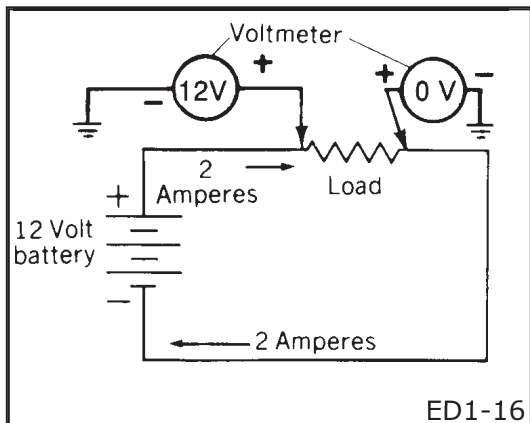 Voltmeter
+
+
−
12V
−
0 V
2
Amperes
Load
+
12 Volt
battery
−
2 Amperes
ED1-16